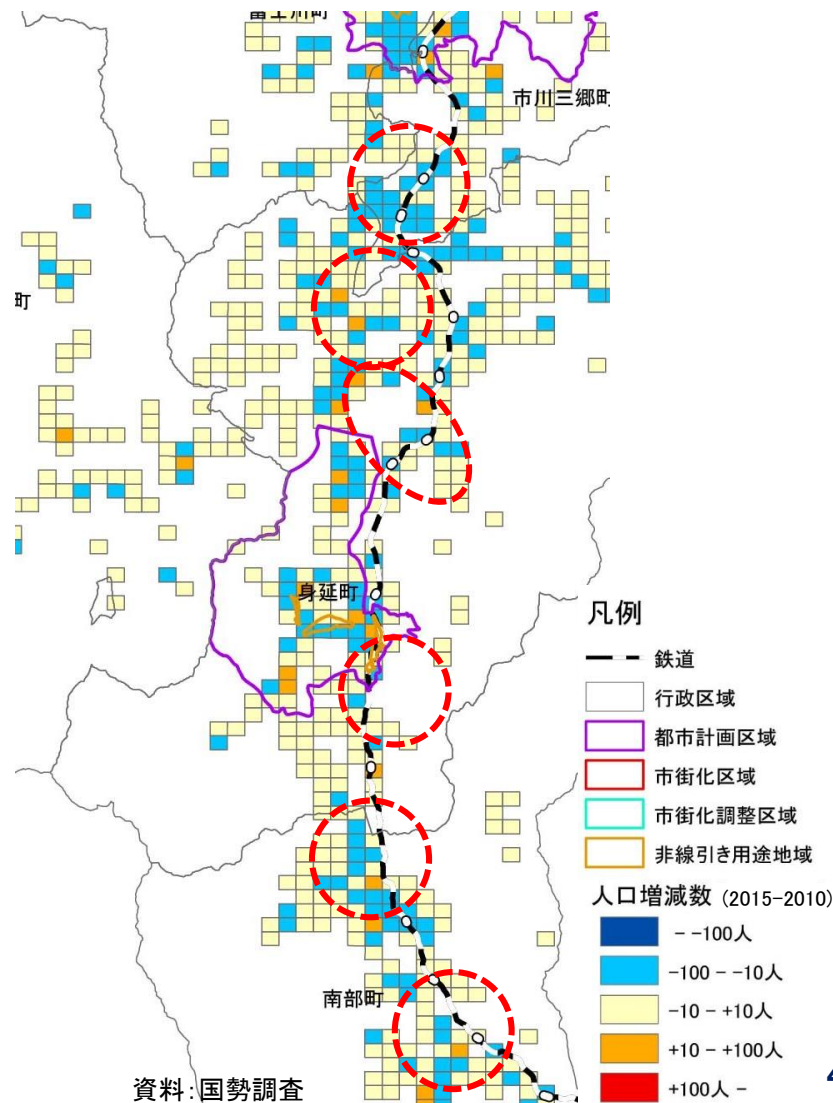 富士川町
市川三郷町
町
身延町
南部町
資料：国勢調査
凡例
鉄道
行政区域
都市計画区域
市街化区域
市街化調整区域
非線引き用途地域
人口増減数 (2015-2010)
- -100人
-100 - -10人
-10 - +10人
+10 - +100人
+100人 -